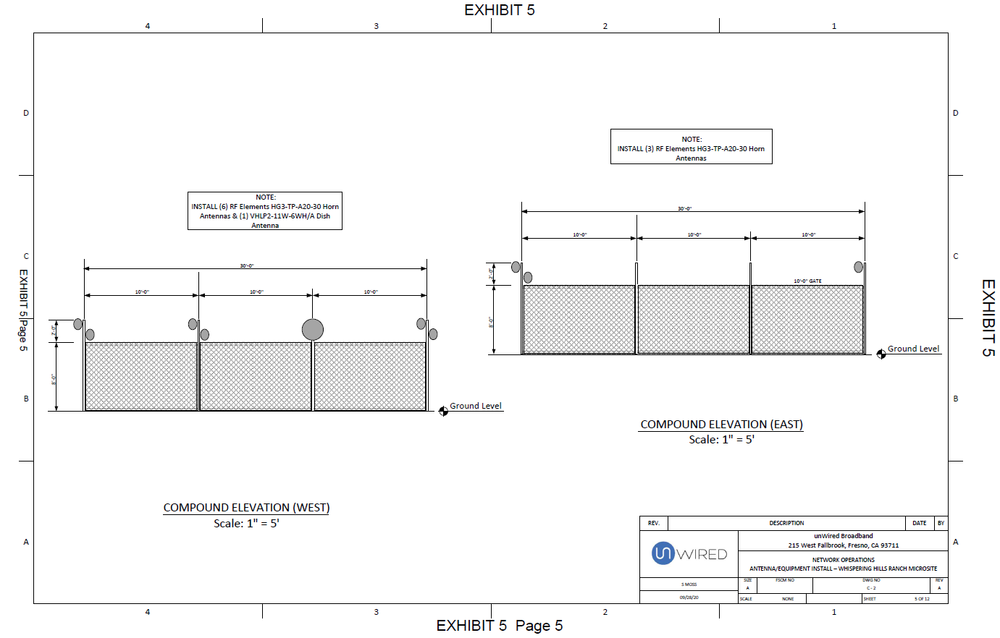 EXHIBIT 5
4 3 2 1
D
D
NOTE:
INSTALL (3) RF Elements HG3-TP-A20-30 Horn
Antennas
NOTE:
INSTALL (6) RF Elements HG3-TP-A20-30 Horn
Antennas & (1) VHLP2-11W-6WH/A Dish
Antenna
30'-0"
10'-0" 10'-0" 10'-0"
2'-0"
8'-0"
10'-0" GATE
Ground Level
COMPOUND ELEVATION (EAST)
Scale: 1" = 5'
C
C
30'-0"
10'-0" 10'-0" 10'-0"
2'-0"
8'-0"
Ground Level
COMPOUND ELEVATION (WEST)
Scale: 1" = 5'
EXHIBIT 5 Page 5
EXHIBIT 5
B
B
A
A
REV. DESCRIPTION DATE BY
UN WIRED
unWired Broadband
215 West Fallbrook, Fresno, CA 93711
NETWORK OPERATIONS
ANTENNA/EQUIPMENT INSTALL – WHISPERING HILLS RANCH MICROSITE
S MOSS
09/28/20
SIZE FSCM NO DWG NO REV
A C - 2 A
SCALE NONE SHEET 5 OF 12
4 3 2 1
EXHIBIT 5 Page 5